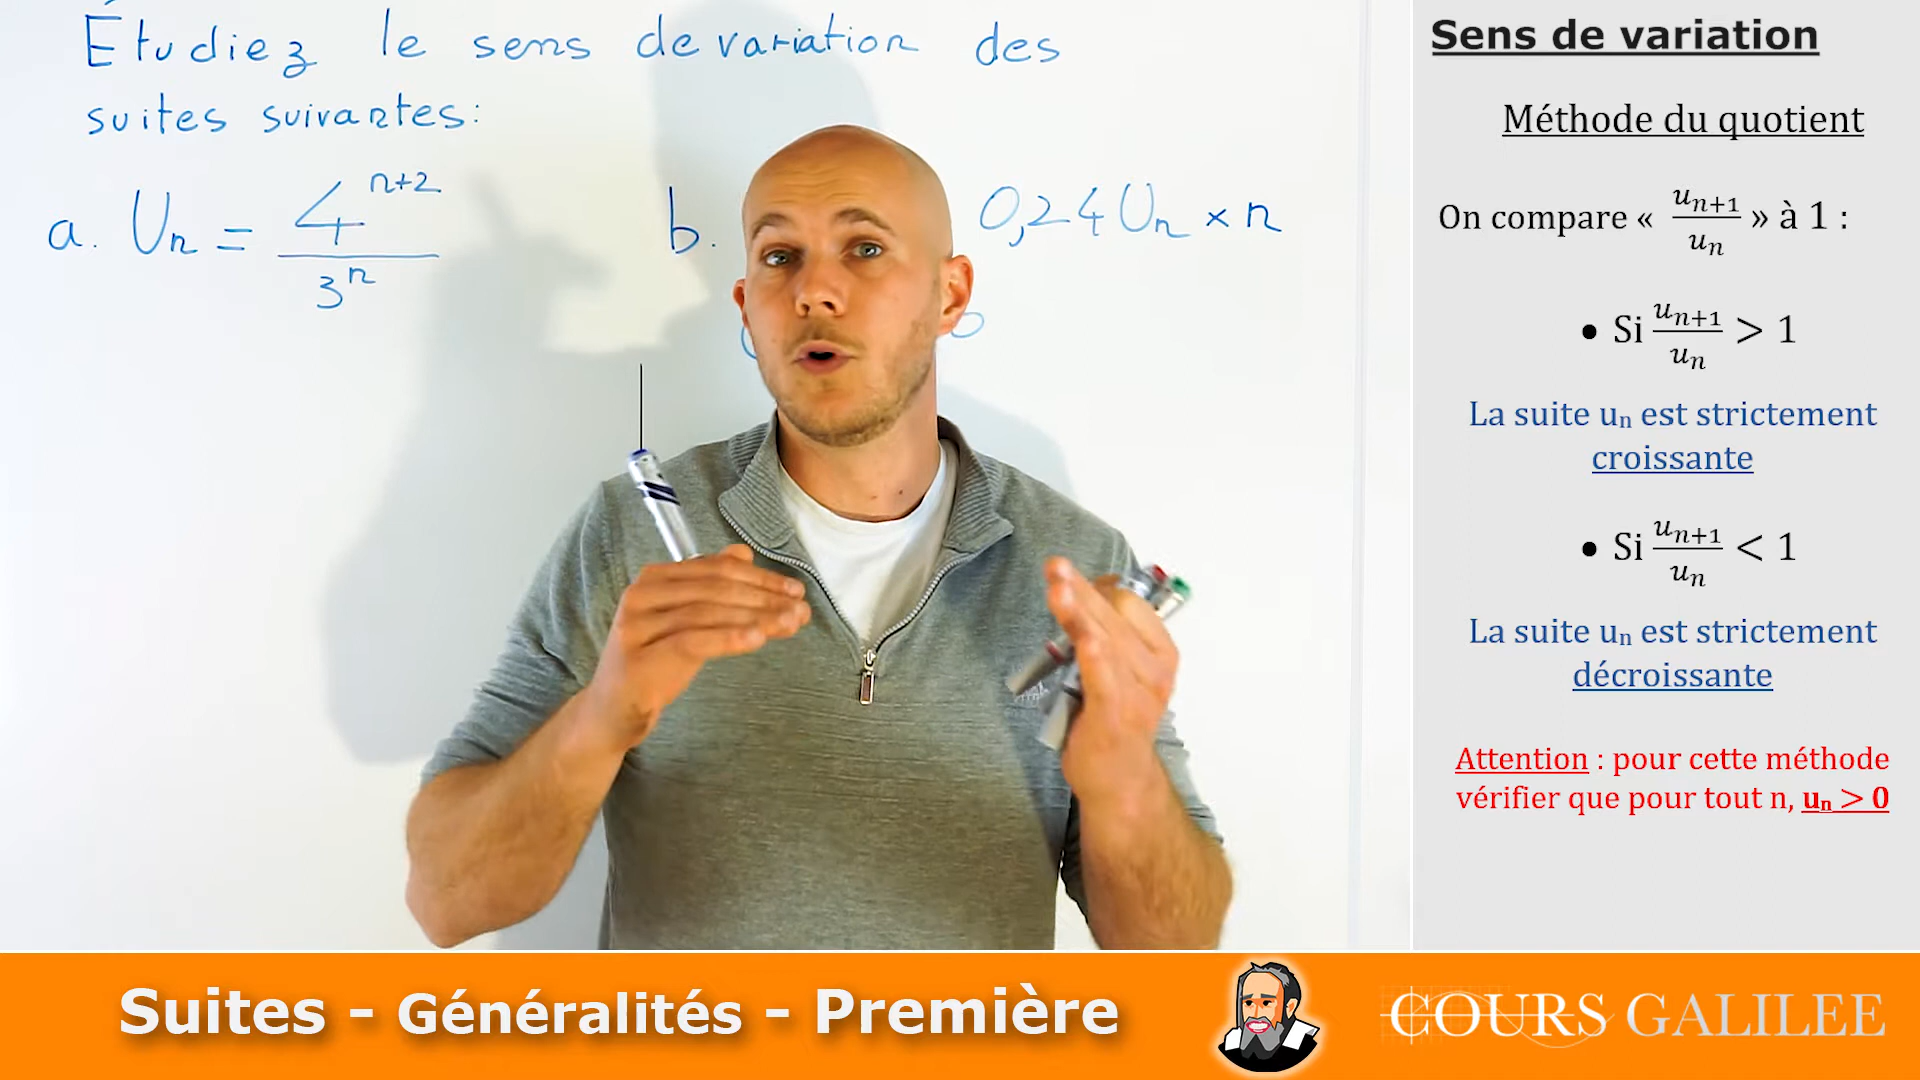 Étudiez le sens de variation des
suites suivantes:
a. Uₙ = 4ⁿ⁺² / 3ⁿ
b. 0,24 Uₙ × n
Sens de variation
Méthode du quotient
On compare « uₙ₊₁ / uₙ » à 1 :
• Si uₙ₊₁ / uₙ > 1
La suite uₙ est strictement
croissante
• Si uₙ₊₁ / uₙ < 1
La suite uₙ est strictement
décroissante
Attention : pour cette méthode
vérifier que pour tout n, uₙ > 0
Suites - Généralités - Première
COURS GALILEE